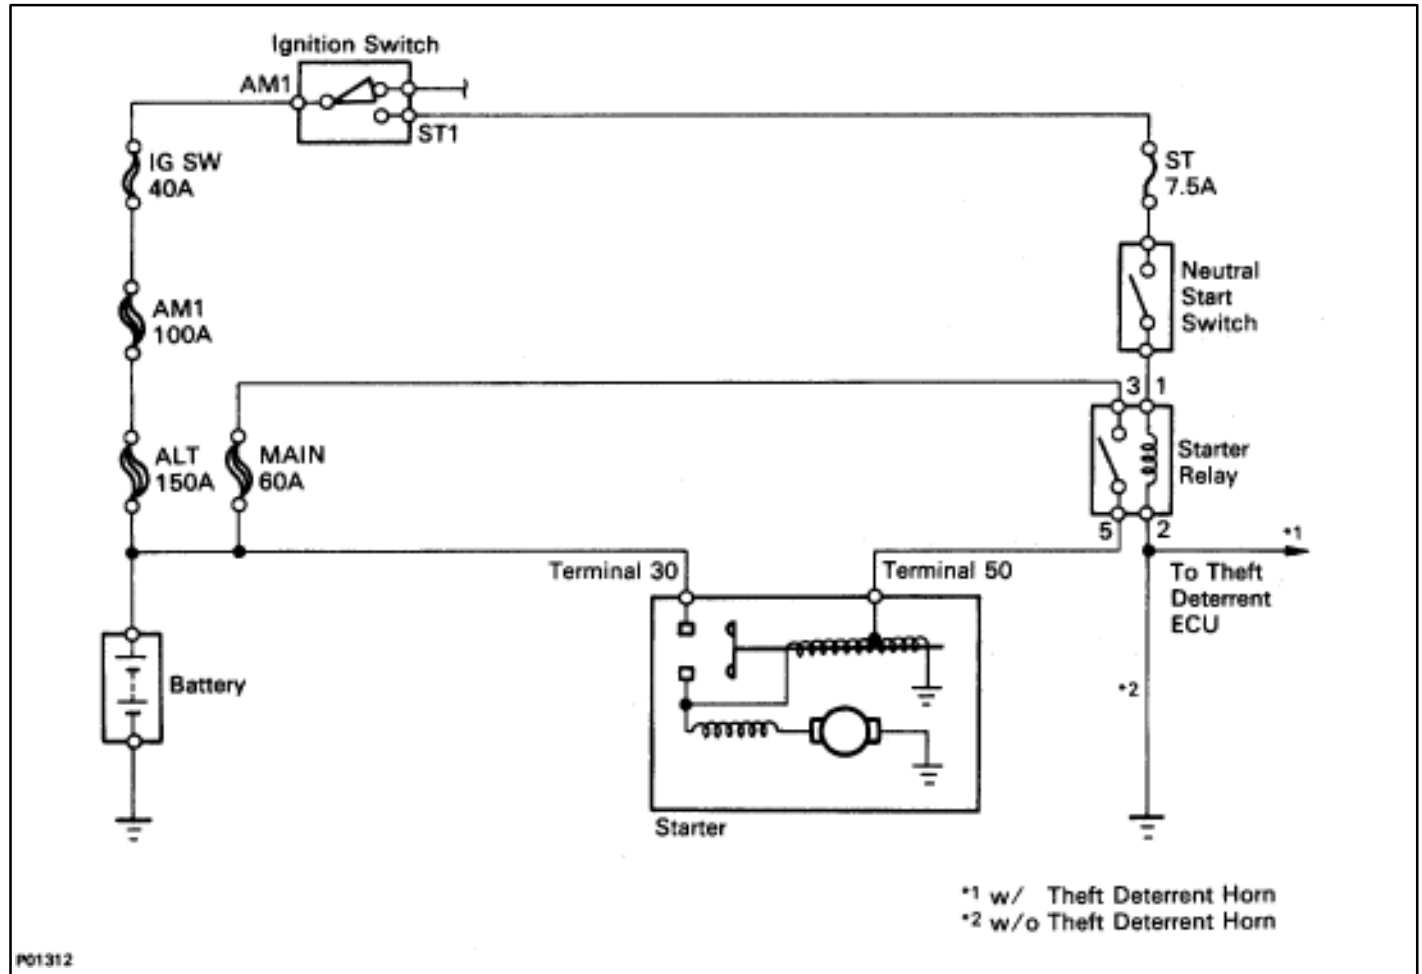 Ignition Switch
AM1
ST1
IG SW
40A
ST
7.5A
Neutral
Start
Switch
AM1
100A
3 1
ALT
150A
MAIN
60A
Starter
Relay
5 2
*1
Terminal 30
Terminal 50
To Theft
Deterrent
ECU
Battery
*2
Starter
*1 w/ Theft Deterrent Horn
*2 w/o Theft Deterrent Horn
P01312